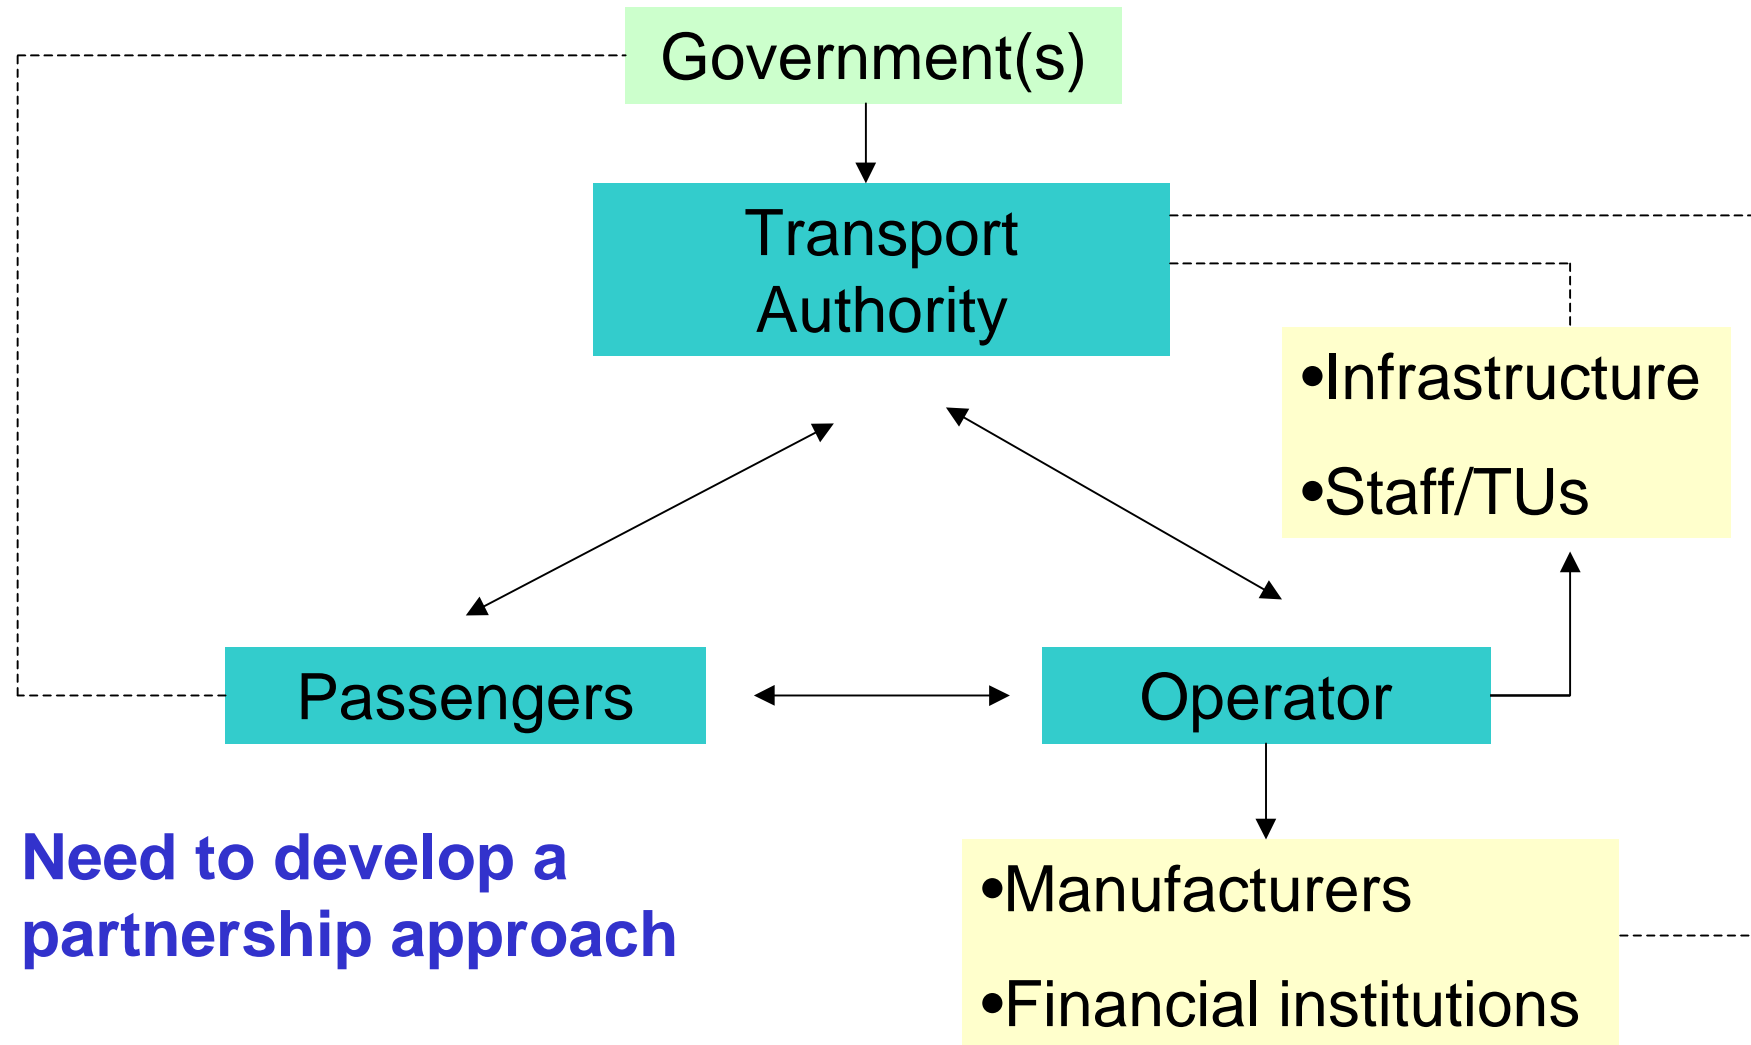 Government(s)
Transport
Authority
•Infrastructure
•Staff/TUs
Passengers
Operator
Need to develop a
partnership approach
•Manufacturers
•Financial institutions